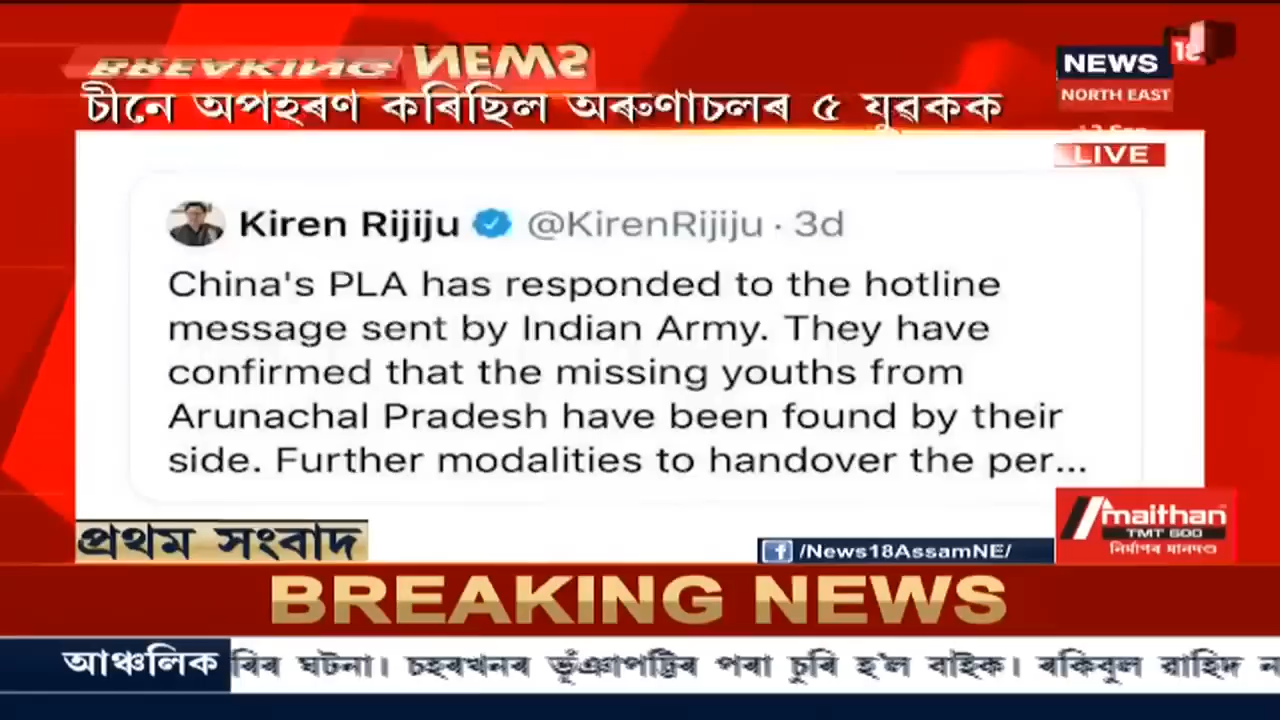 BREAKING NEWS
চীনে অপহৰণ কৰিছিল অৰুণাচলৰ ৫ যুৱকক
NEWS 18
NORTH EAST
LIVE
Kiren Rijiju @KirenRijiju · 3d
China's PLA has responded to the hotline
message sent by Indian Army. They have
confirmed that the missing youths from
Arunachal Pradesh have been found by their
side. Further modalities to handover the per...
প্ৰথম সংবাদ
/News18AssamNE/
maithan
TMT 600
নিৰ্মাণৰ মানদণ্ড
BREAKING NEWS
আঞ্চলিক
ৰিৰ ঘটনা। চহৰখনৰ ভূঁঞাপট্টিৰ পৰা চুৰি হ'ল বাইক। ৰকিবুল ৱাহিদ ন